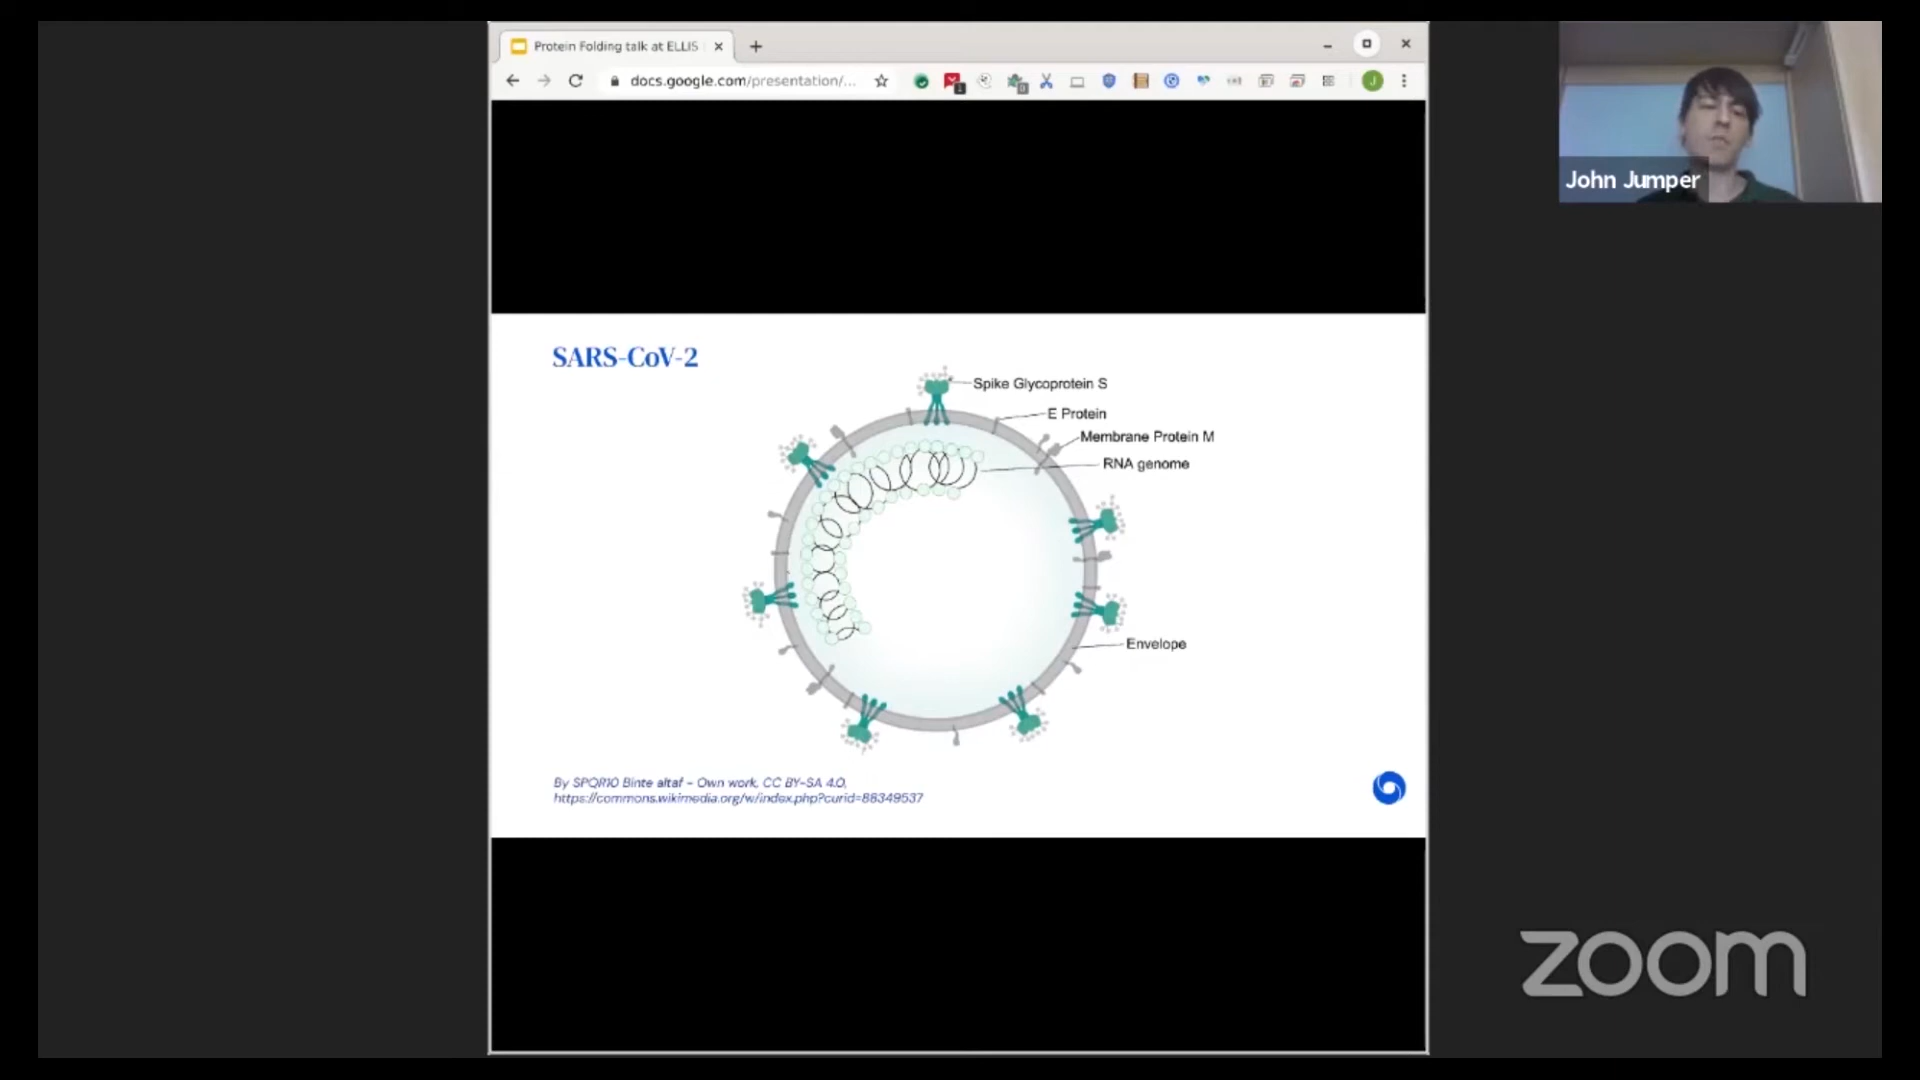 Protein Folding talk at ELLIS
docs.google.com/presentation/...
J
John Jumper
SARS-CoV-2
Spike Glycoprotein S
E Protein
Membrane Protein M
RNA genome
Envelope
By SPQR10 Binte altaf - Own work, CC BY-SA 4.0,
https://commons.wikimedia.org/w/index.php?curid=88349537
zoom